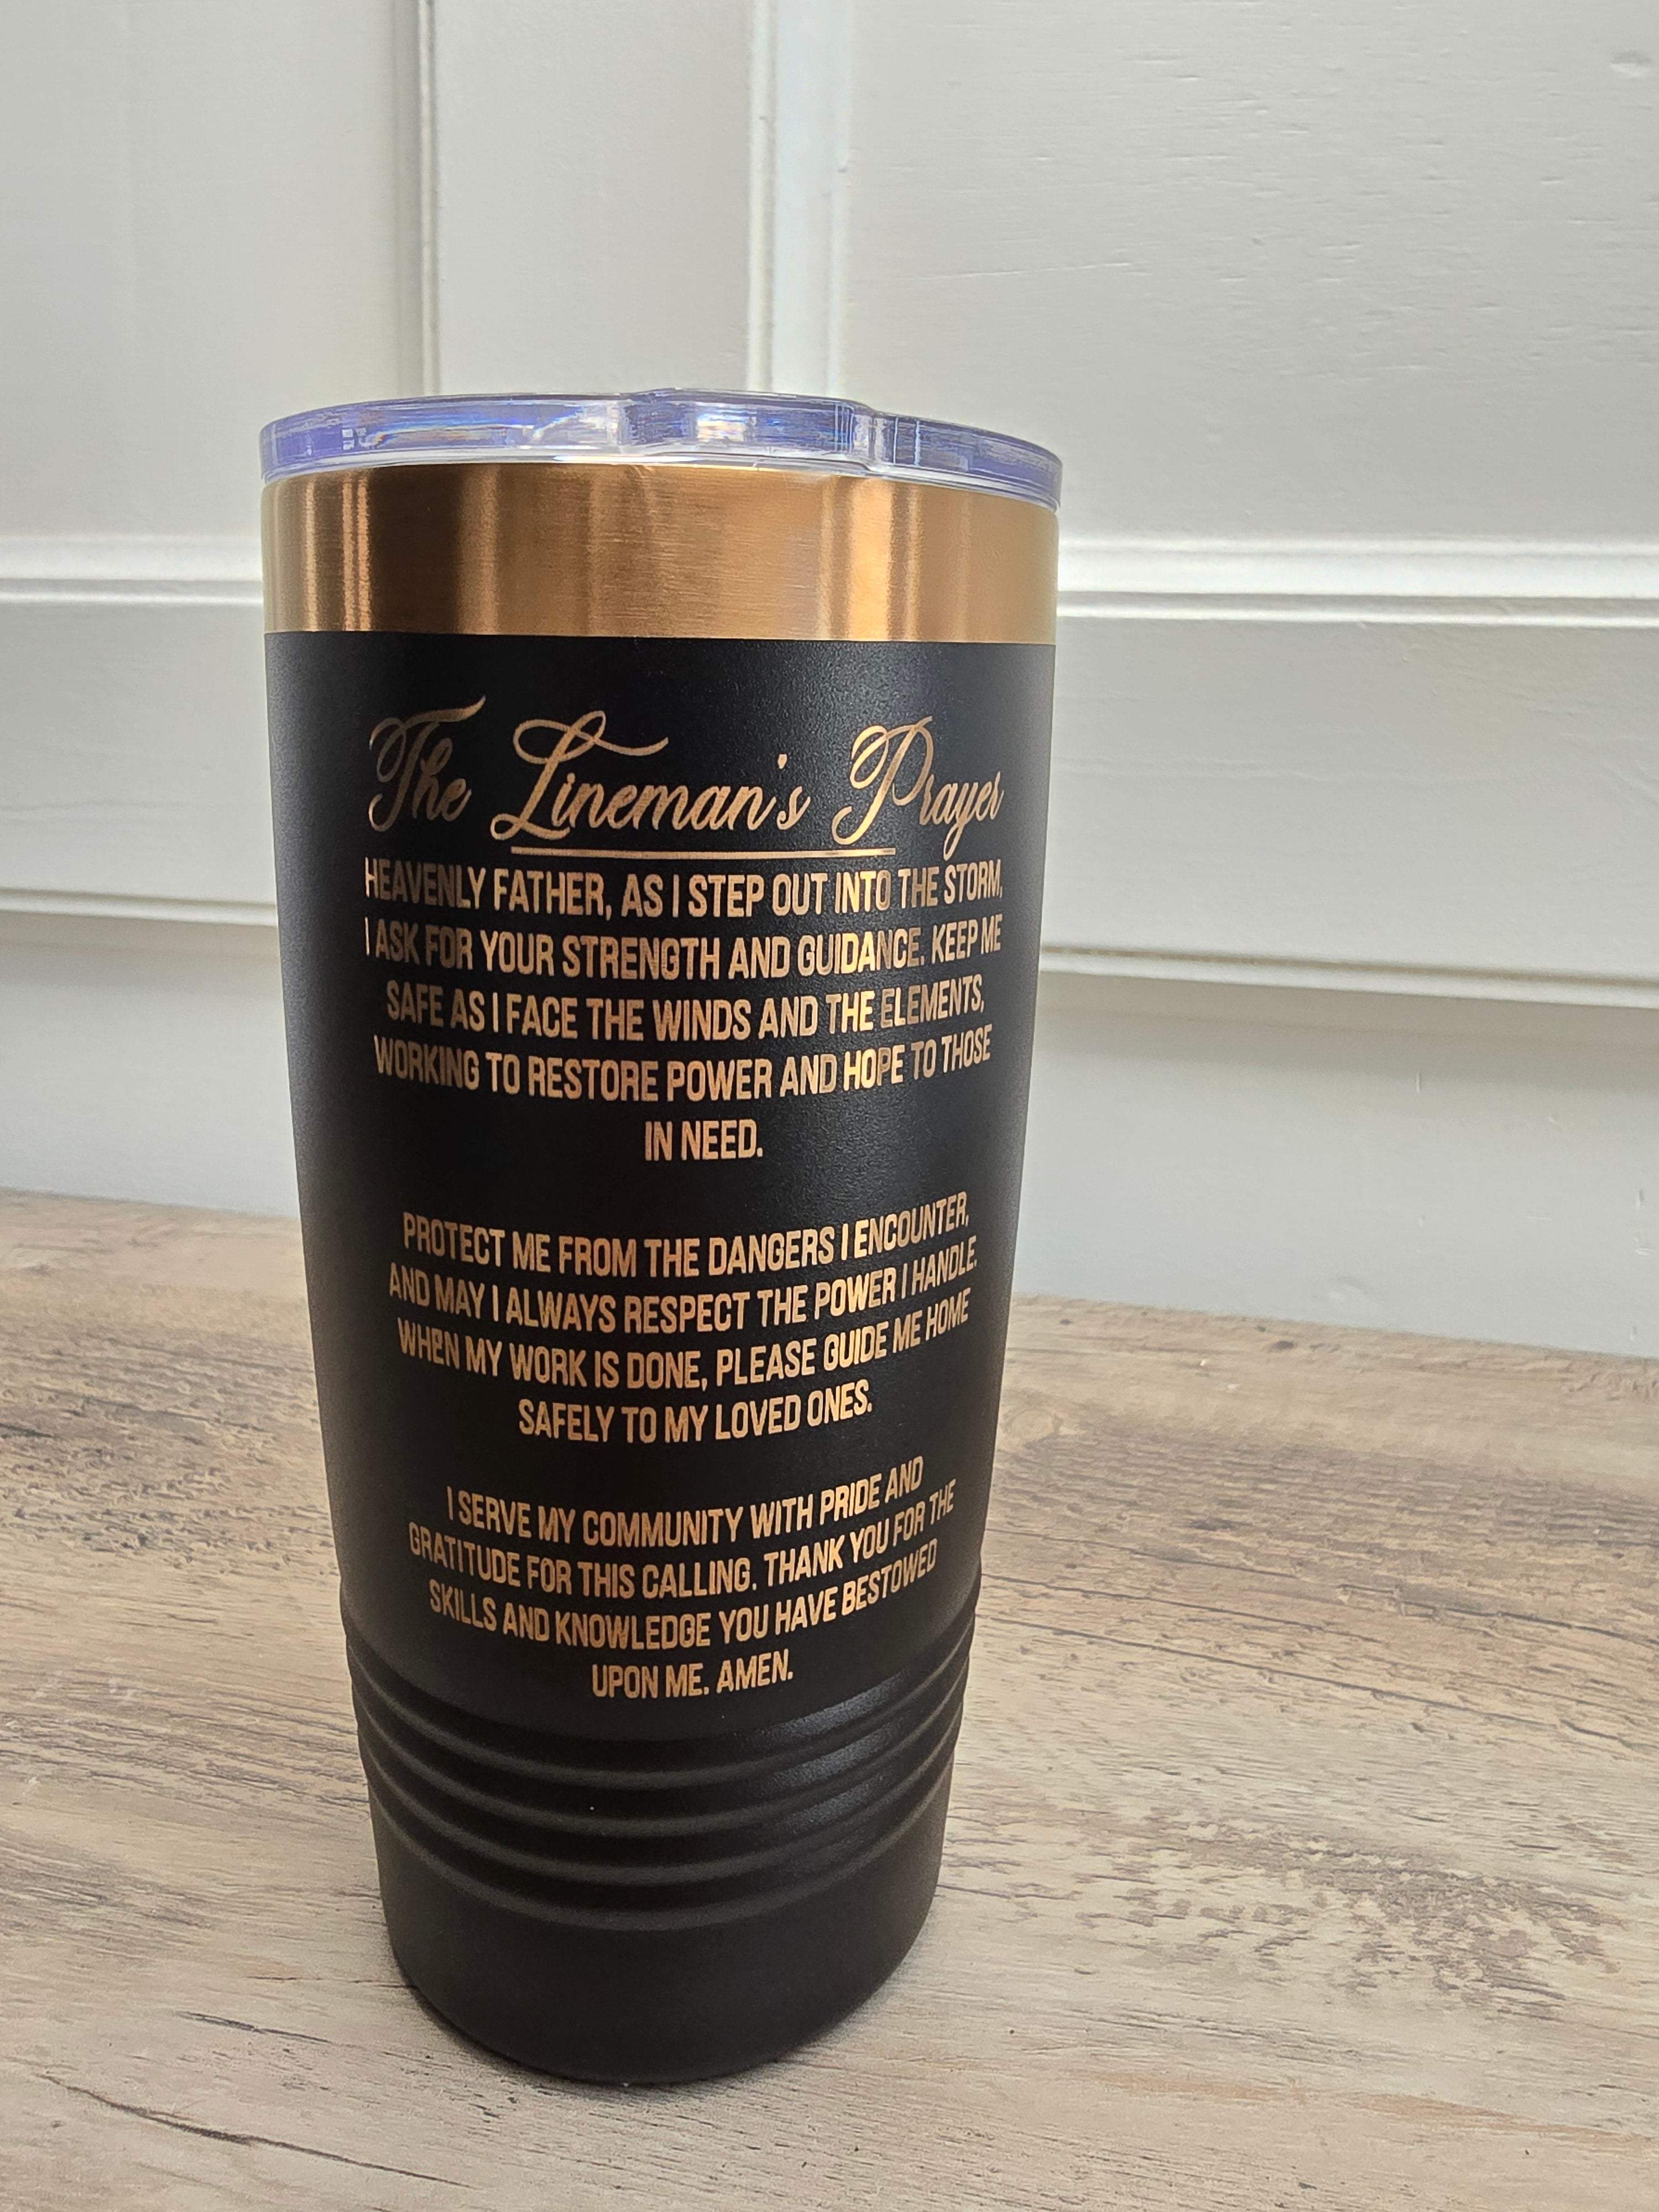 The Lineman's Prayer
HEAVENLY FATHER, AS I STEP OUT INTO THE STORM,
I ASK FOR YOUR STRENGTH AND GUIDANCE. KEEP ME
SAFE AS I FACE THE WINDS AND THE ELEMENTS,
WORKING TO RESTORE POWER AND HOPE TO THOSE
IN NEED.
PROTECT ME FROM THE DANGERS I ENCOUNTER,
AND MAY I ALWAYS RESPECT THE POWER I HANDLE.
WHEN MY WORK IS DONE, PLEASE GUIDE ME HOME
SAFELY TO MY LOVED ONES.
I SERVE MY COMMUNITY WITH PRIDE AND
GRATITUDE FOR THIS CALLING. THANK YOU FOR THE
SKILLS AND KNOWLEDGE YOU HAVE BESTOWED
UPON ME. AMEN.